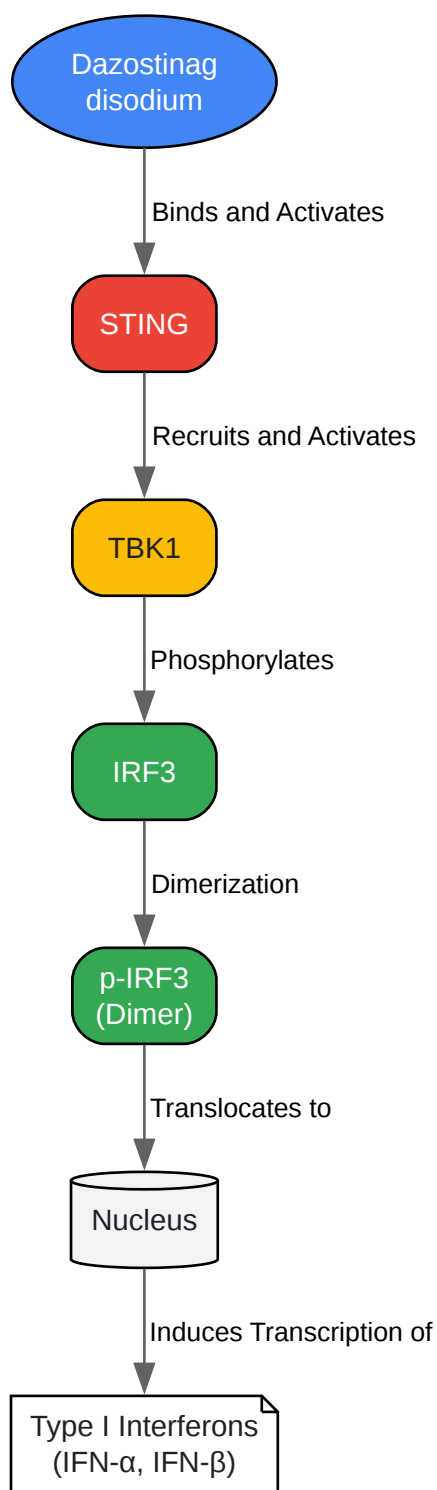 Dazostinag
disodium
Binds and Activates
STING
Recruits and Activates
TBK1
Phosphorylates
IRF3
Dimerization
p-IRF3
(Dimer)
Translocates to
Nucleus
Induces Transcription of
Type I Interferons
(IFN-α, IFN-β)